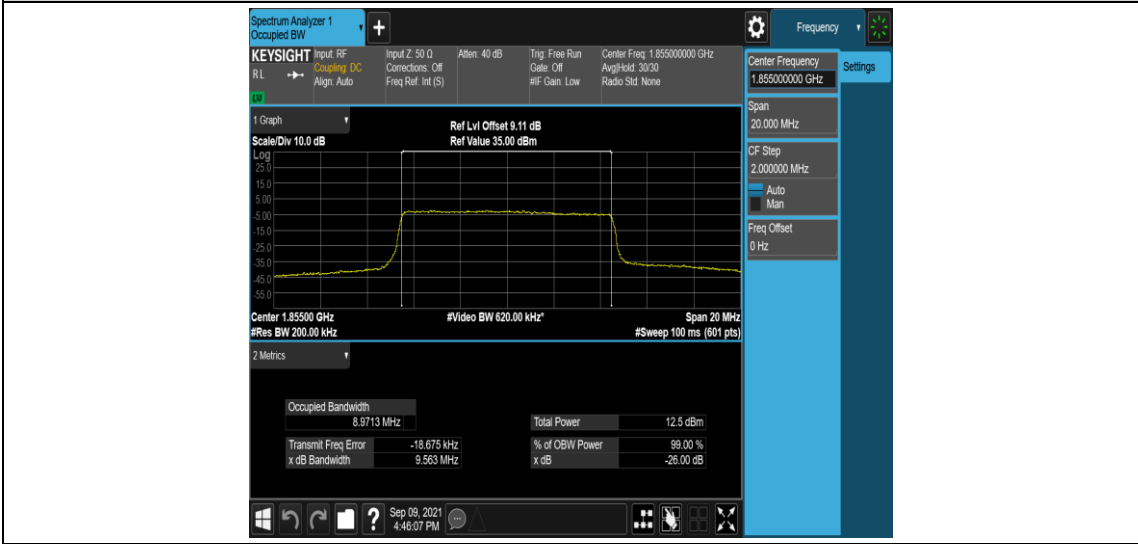 Spectrum Analyzer 1
Occupied BW
+
Frequency
KEYSIGHT
RL
LM
Input: RF
Coupling: DC
Align: Auto
Input Z: 50 Ω
Corrections: Off
Freq Ref: Int (S)
Atten: 40 dB
Trig: Free Run
Gate: Off
#IF Gain: Low
Center Freq: 1.855000000 GHz
Avg|Hold: 30/30
Radio Std: None
Center Frequency
1.855000000 GHz
Settings
Span
20.000 MHz
CF Step
2.000000 MHz
Auto
Man
Freq Offset
0 Hz
1 Graph
Scale/Div 10.0 dB
Ref Lvl Offset 9.11 dB
Ref Value 35.00 dBm
Log
25.0
15.0
5.00
-5.00
-15.0
-25.0
-35.0
-45.0
-55.0
Center 1.85500 GHz
#Video BW 620.00 kHz*
Span 20 MHz
#Res BW 200.00 kHz
#Sweep 100 ms (601 pts)
2 Metrics
Occupied Bandwidth
8.9713 MHz
Total Power 12.5 dBm
Transmit Freq Error -18.675 kHz
% of OBW Power 99.00 %
x dB Bandwidth 9.563 MHz
x dB -26.00 dB
?
Sep 09, 2021
4:46:07 PM